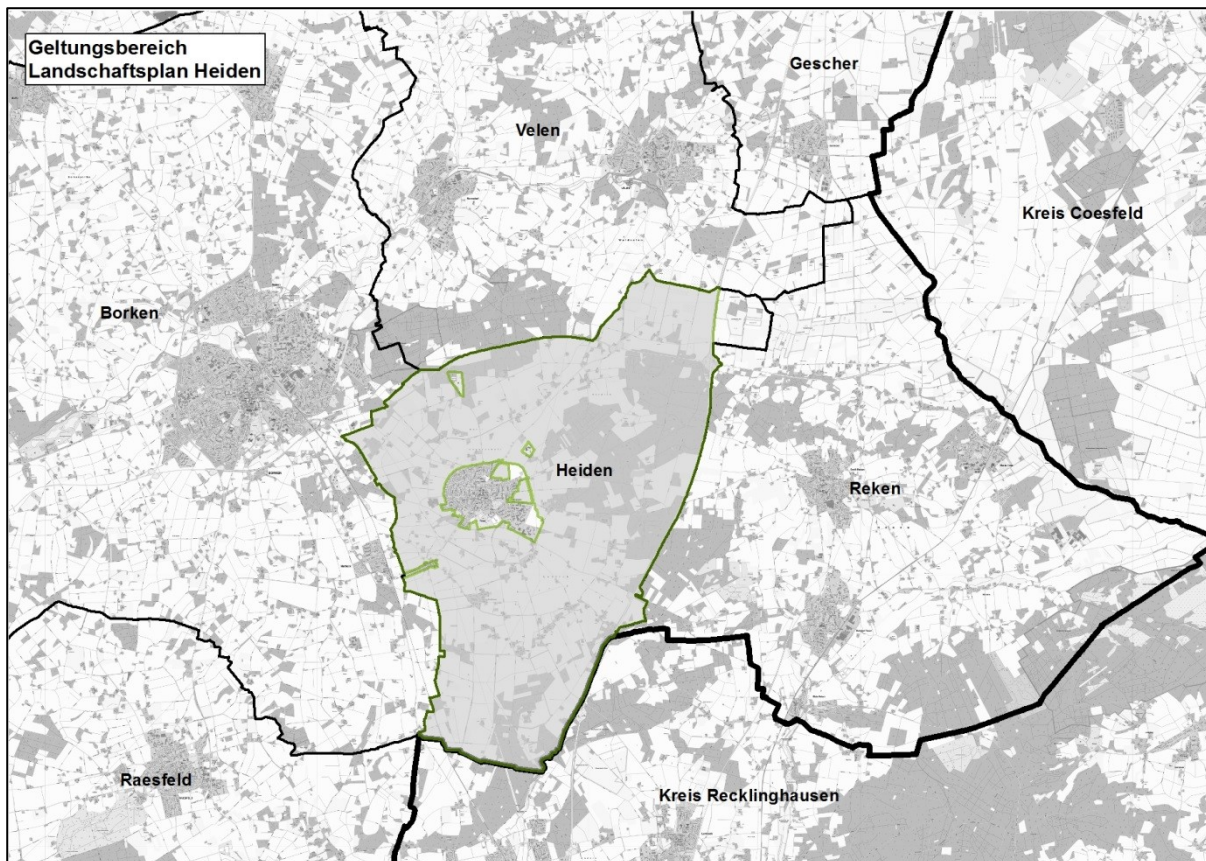 Geltungsbereich
Landschaftsplan Heiden
Gescher
Velen
Kreis Coesfeld
Borken
Heiden
Reken
Raesfeld
Kreis Recklinghausen